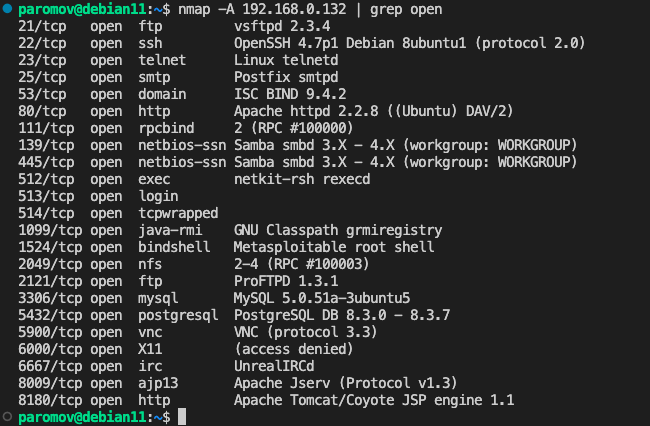 paromov@debian11:~$ nmap -A 192.168.0.132 | grep open
21/tcp   open  ftp         vsftpd 2.3.4
22/tcp   open  ssh         OpenSSH 4.7p1 Debian 8ubuntu1 (protocol 2.0)
23/tcp   open  telnet      Linux telnetd
25/tcp   open  smtp        Postfix smtpd
53/tcp   open  domain      ISC BIND 9.4.2
80/tcp   open  http        Apache httpd 2.2.8 ((Ubuntu) DAV/2)
111/tcp  open  rpcbind     2 (RPC #100000)
139/tcp  open  netbios-ssn Samba smbd 3.X - 4.X (workgroup: WORKGROUP)
445/tcp  open  netbios-ssn Samba smbd 3.X - 4.X (workgroup: WORKGROUP)
512/tcp  open  exec        netkit-rsh rexecd
513/tcp  open  login
514/tcp  open  tcpwrapped
1099/tcp open  java-rmi    GNU Classpath grmiregistry
1524/tcp open  bindshell   Metasploitable root shell
2049/tcp open  nfs         2-4 (RPC #100003)
2121/tcp open  ftp         ProFTPD 1.3.1
3306/tcp open  mysql       MySQL 5.0.51a-3ubuntu5
5432/tcp open  postgresql  PostgreSQL DB 8.3.0 - 8.3.7
5900/tcp open  vnc         VNC (protocol 3.3)
6000/tcp open  X11         (access denied)
6667/tcp open  irc         UnrealIRCd
8009/tcp open  ajp13       Apache Jserv (Protocol v1.3)
8180/tcp open  http        Apache Tomcat/Coyote JSP engine 1.1
paromov@debian11:~$